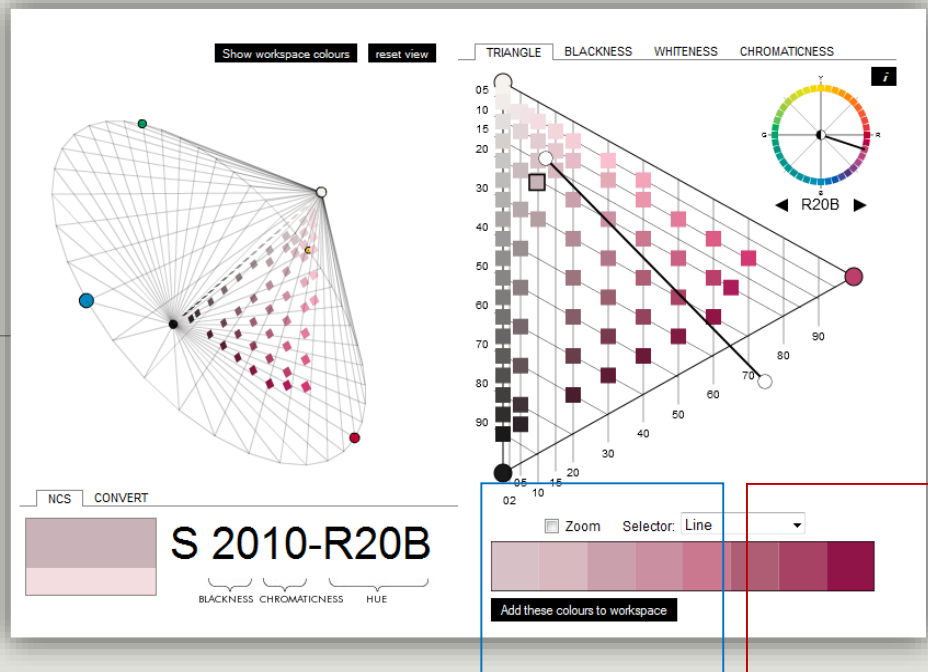 Show workspace colours reset view
TRIANGLE BLACKNESS WHITENESS CHROMATICNESS
i
Y
G R
B
R20B
05
10
15
20
30
40
50
60
70
80
90
90
80
70
60
50
40
30
20
15
10
05
02
NCS CONVERT
S 2010-R20B
BLACKNESS CHROMATICNESS HUE
Zoom Selector: Line
Add these colours to workspace